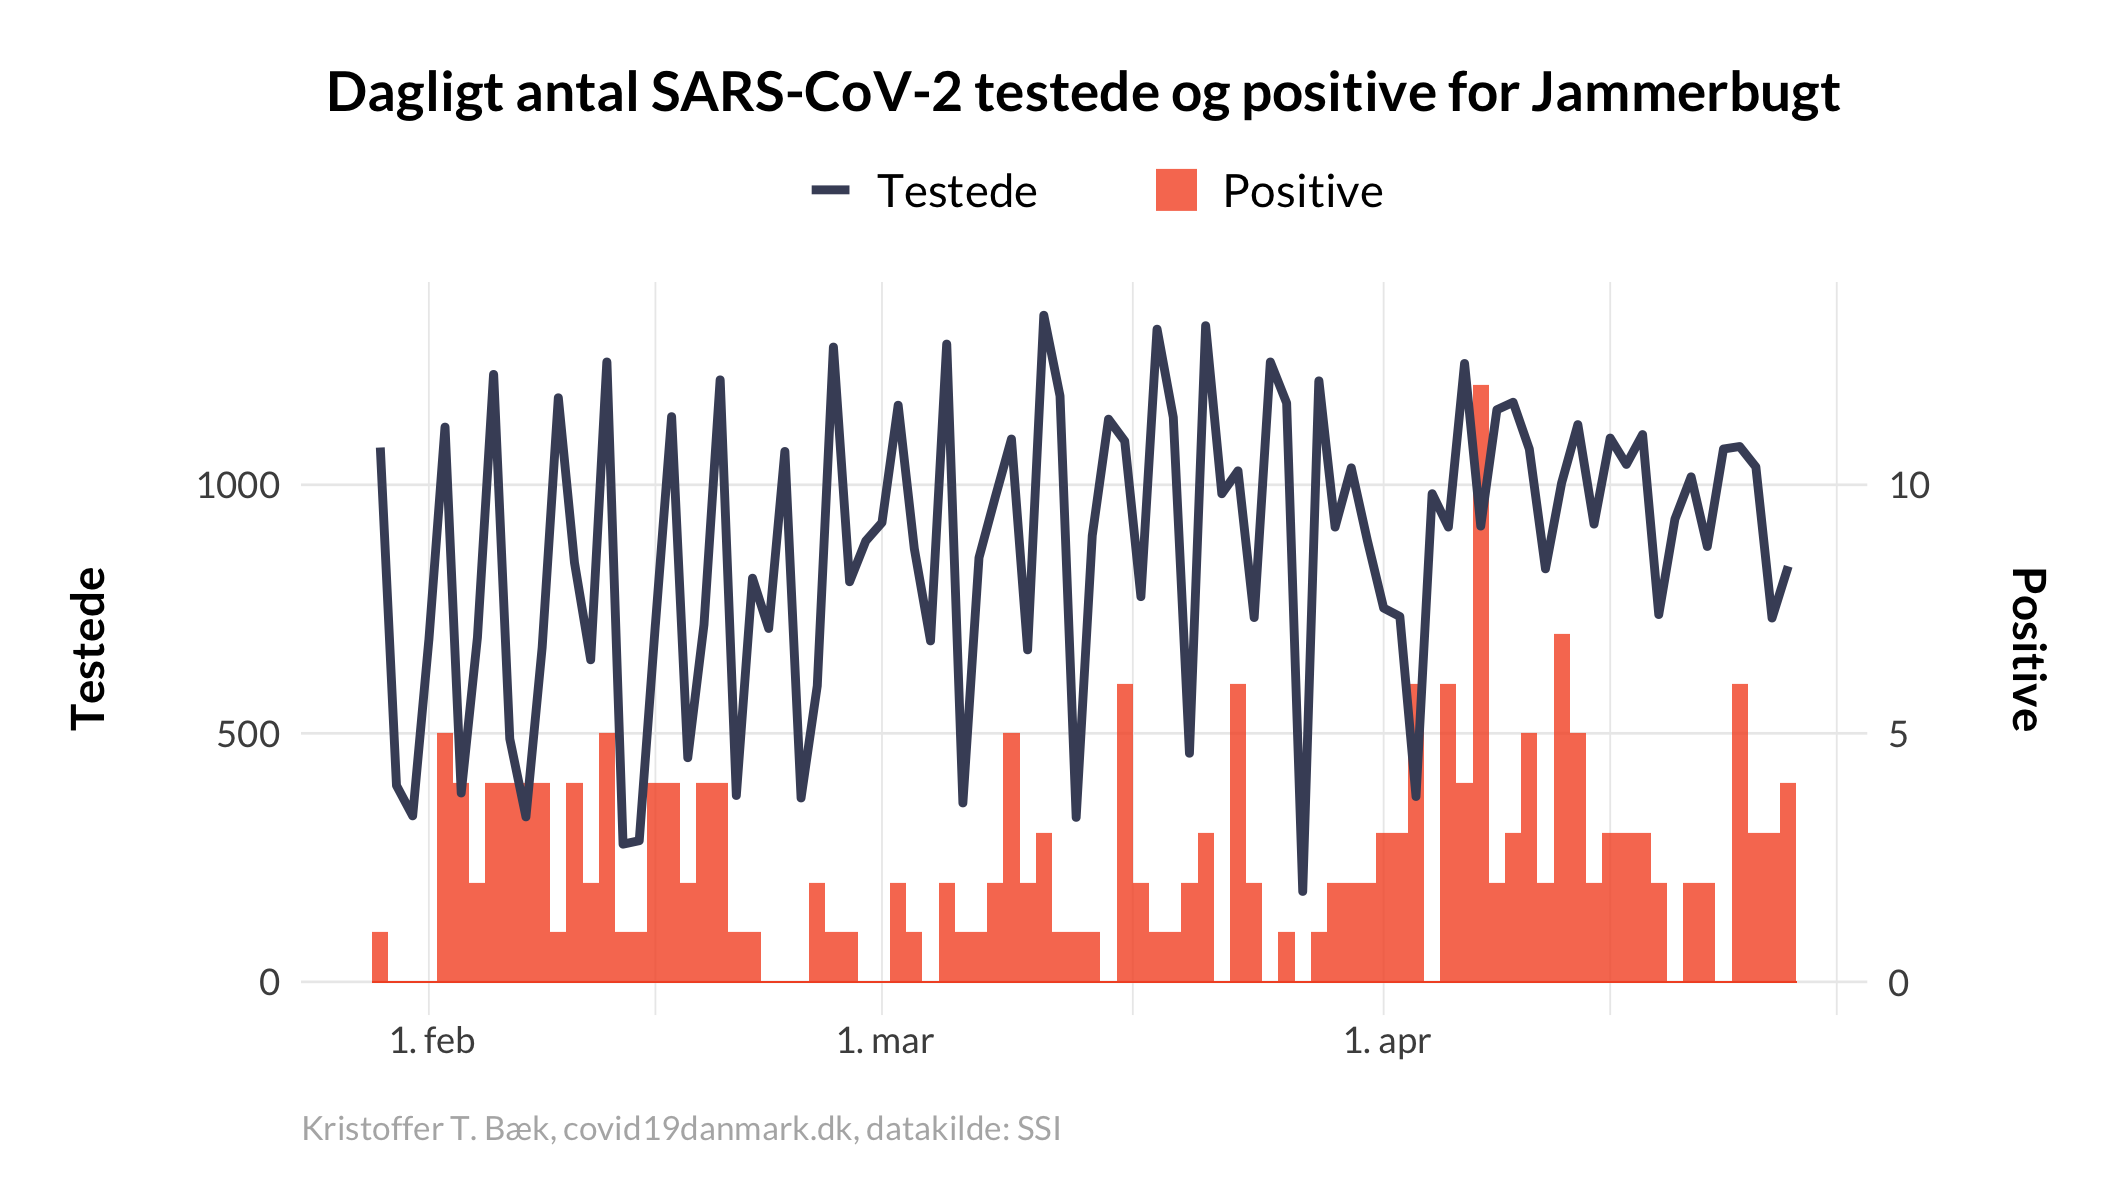 Dagligt antal SARS-CoV-2 testede og positive for Jammerbugt
Testede Positive
Testede
1000
500
0
10
5
0
Positive
1. feb 1. mar 1. apr
Kristoffer T. Bæk, covid19danmark.dk, datakilde: SSI